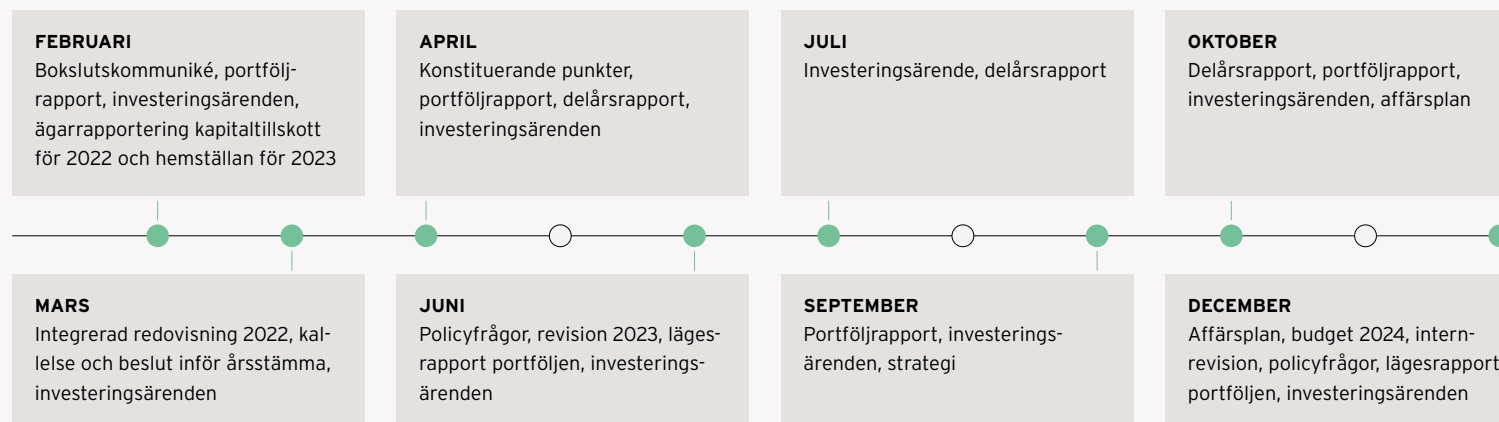 FEBRUARI
Bokslutskommuniké, portfölj-
rapport, investeringsärenden,
ägarrapportering kapitaltillskott
för 2022 och hemställan för 2023
APRIL
Konstituerande punkter,
portföljrapport, delårsrapport,
investeringsärenden
JULI
Investeringsärende, delårsrapport
OKTOBER
Delårsrapport, portföljrapport,
investeringsärenden, affärsplan
MARS
Integrerad redovisning 2022, kal-
lelse och beslut inför årsstämma,
investeringsärenden
JUNI
Policyfrågor, revision 2023, läges-
rapport portföljen, investerings-
ärenden
SEPTEMBER
Portföljrapport, investerings-
ärenden, strategi
DECEMBER
Affärsplan, budget 2024, intern-
revision, policyfrågor, lägesrapport
portföljen, investeringsärenden